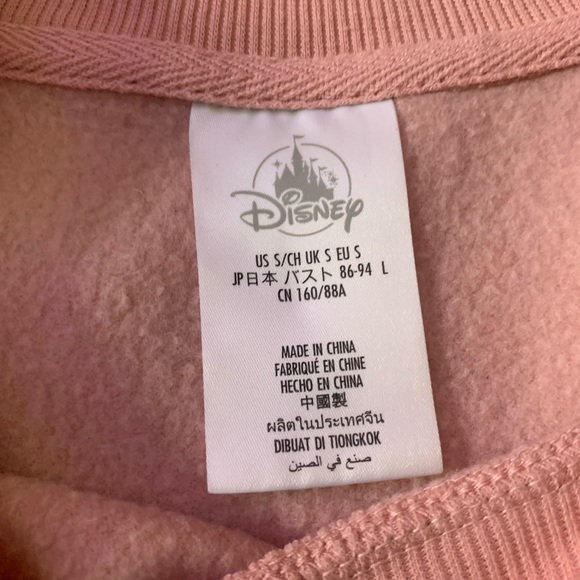 Disney
US S/CH UK S EU S
JP日本 バスト 86-94 L
CN 160/88A
MADE IN CHINA
FABRIQUÉ EN CHINE
HECHO EN CHINA
中國製
ผลิตในประเทศจีน
DIBUAT DI TIONGKOK
صنع في الصين